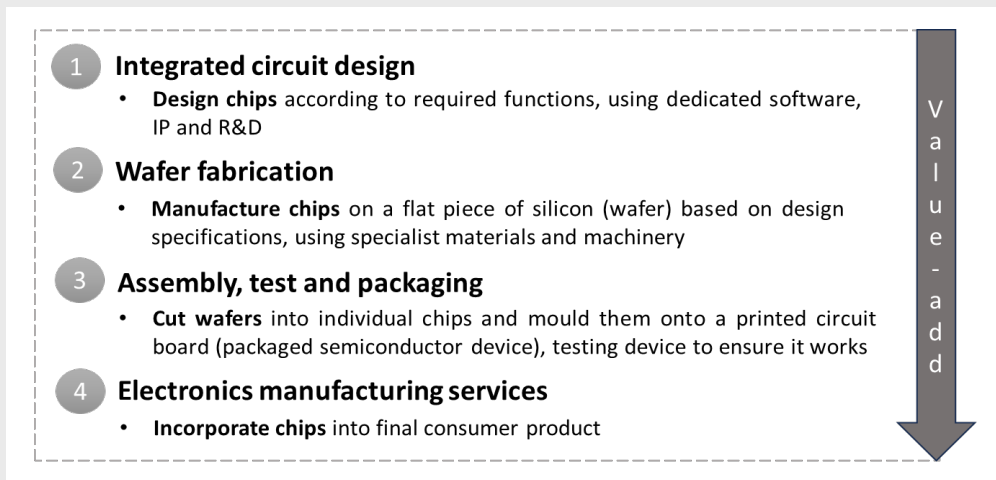 1 Integrated circuit design
• Design chips according to required functions, using dedicated software,
IP and R&D
2 Wafer fabrication
• Manufacture chips on a flat piece of silicon (wafer) based on design
specifications, using specialist materials and machinery
3 Assembly, test and packaging
• Cut wafers into individual chips and mould them onto a printed circuit
board (packaged semiconductor device), testing device to ensure it works
4 Electronics manufacturing services
• Incorporate chips into final consumer product
Value-add